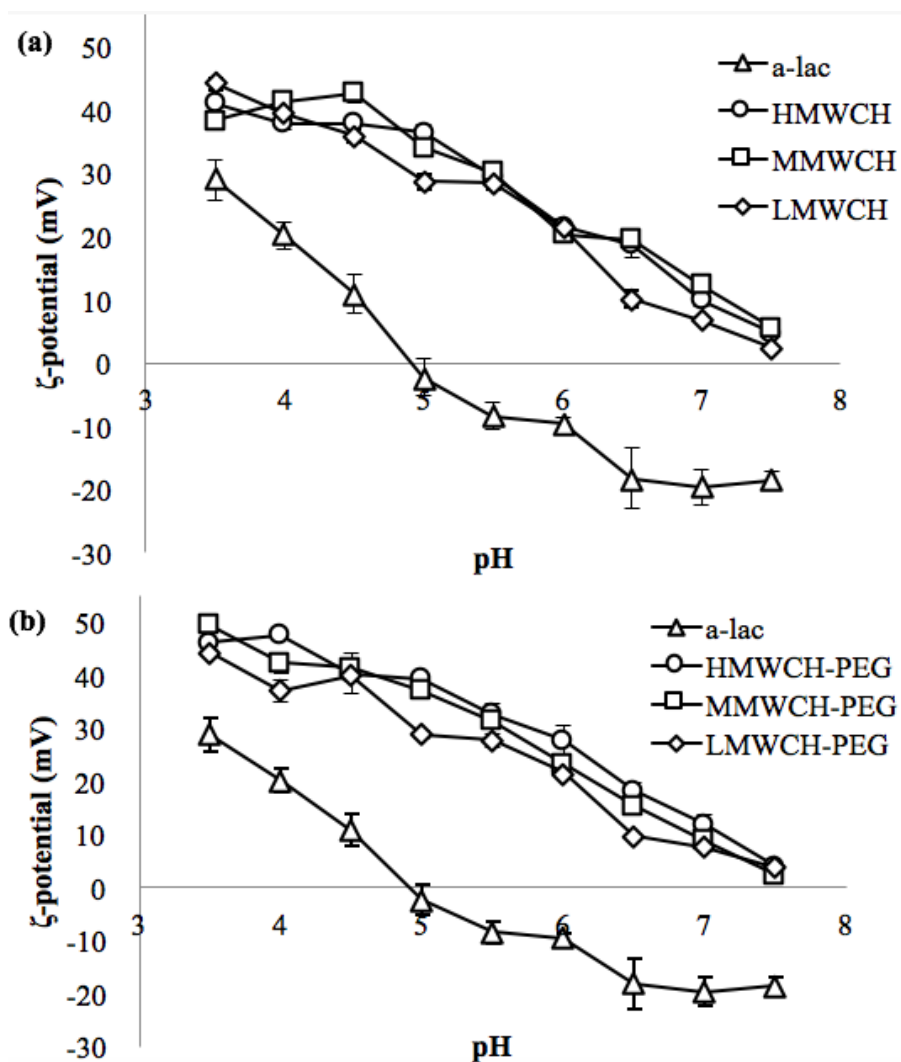 (a)
50
40
30
20
10
0
-10
-20
-30
ζ-potential (mV)
3 4 5 6 7 8
pH
a-lac
HMWCH
MMWCH
LMWCH
(b)
50
40
30
20
10
0
-10
-20
-30
ζ-potential (mV)
3 4 5 6 7 8
pH
a-lac
HMWCH-PEG
MMWCH-PEG
LMWCH-PEG